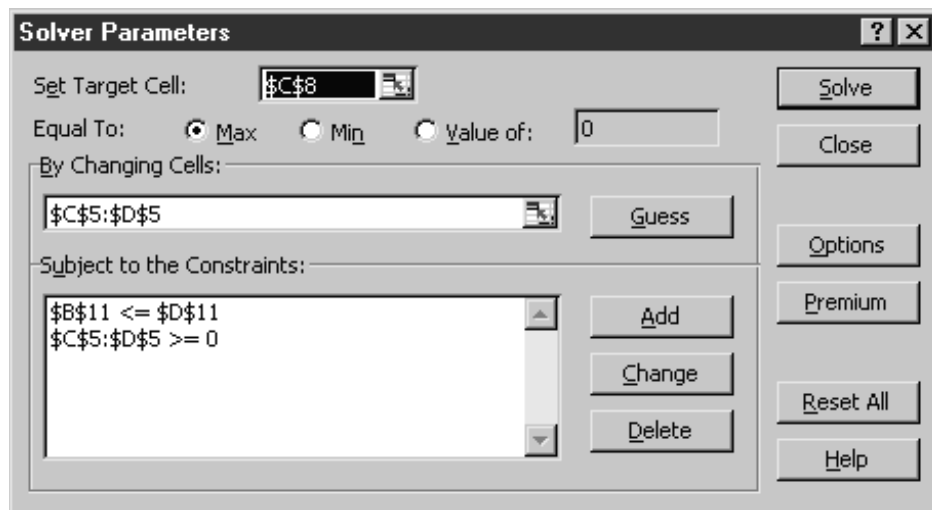 Solver Parameters
Set Target Cell: $C$8 Solve
Equal To: Max Min Value of: 0 Close
By Changing Cells:
$C$5:$D$5 Guess
Options
Subject to the Constraints:
$B$11 <= $D$11 Add Premium
$C$5:$D$5 >= 0
Change
Reset All
Delete
Help